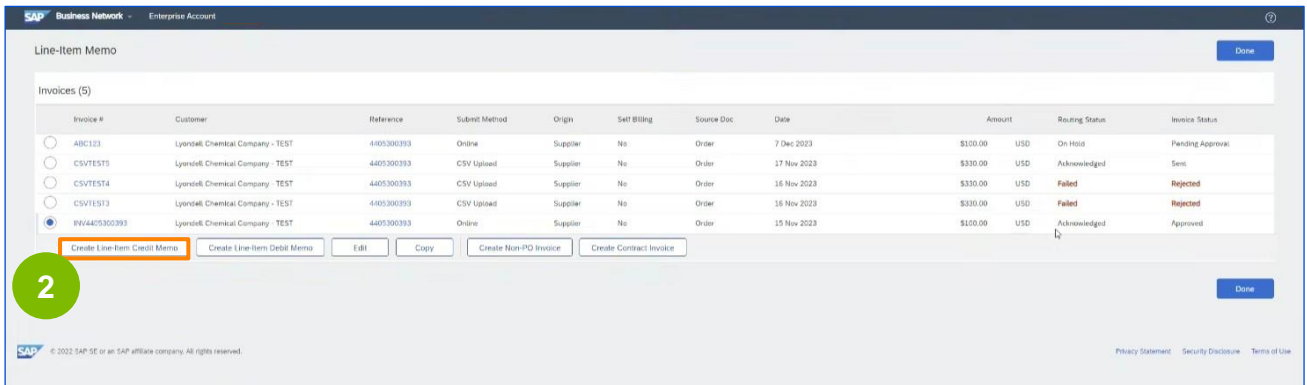 SAP Business Network - Enterprise Account
Line-Item Memo
Done
Invoices (5)
Invoice # Customer Reference Submit Method Origin Self Billing Source Doc Date Amount Routing Status Invoice Status
ABC123 Lyondell Chemical Company - TEST 4405300393 Online Supplier No Order 7 Dec 2023 $100.00 USD On Hold Pending Approval
CSVTEST5 Lyondell Chemical Company - TEST 4405300393 CSV Upload Supplier No Order 17 Nov 2023 $330.00 USD Acknowledged Sent
CSVTEST4 Lyondell Chemical Company - TEST 4405300393 CSV Upload Supplier No Order 16 Nov 2023 $330.00 USD Failed Rejected
CSVTEST3 Lyondell Chemical Company - TEST 4405300393 CSV Upload Supplier No Order 16 Nov 2023 $330.00 USD Failed Rejected
INV4405300393 Lyondell Chemical Company - TEST 4405300393 Online Supplier No Order 15 Nov 2023 $100.00 USD Acknowledged Approved
Create Line-Item Credit Memo Create Line-Item Debit Memo Edit Copy Create Non-PO Invoice Create Contract Invoice
2
Done
SAP © 2022 SAP SE or an SAP affiliate company. All rights reserved. Privacy Statement Security Disclosure Terms of Use